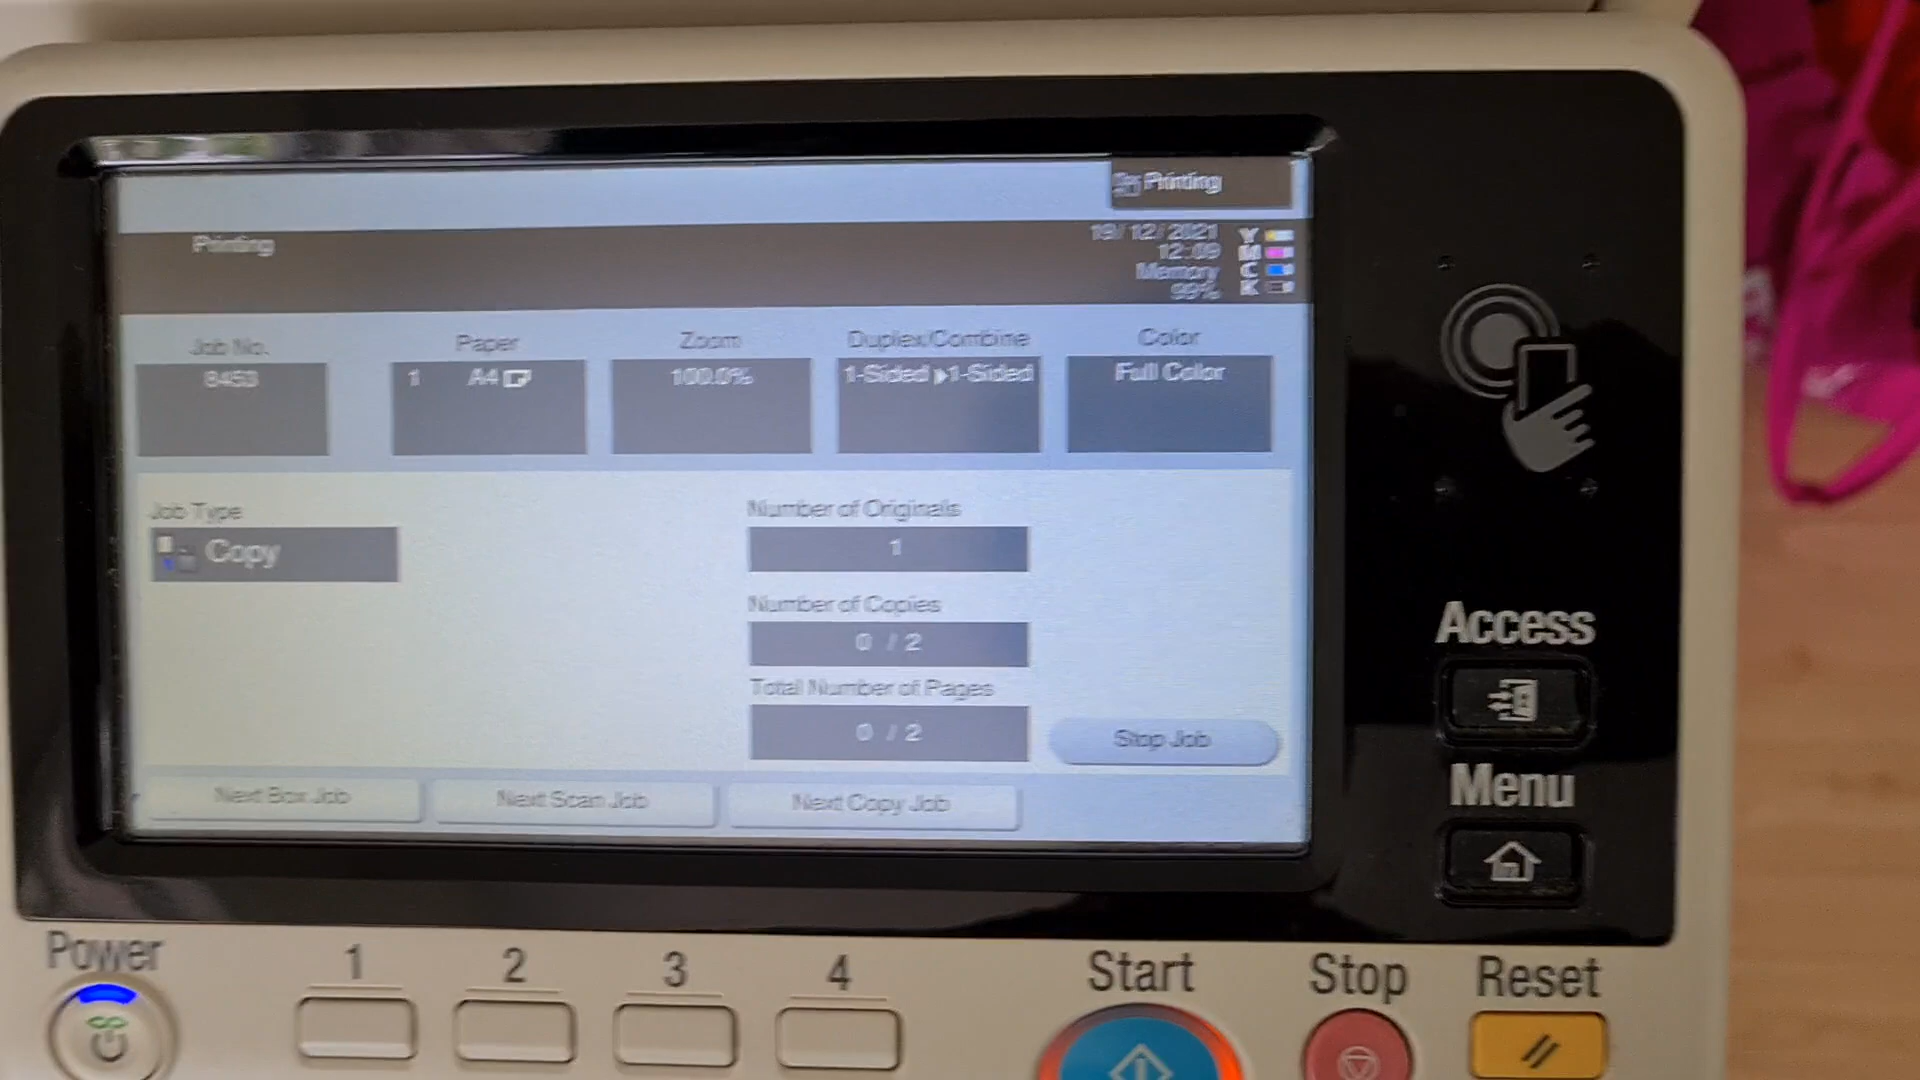 Printing
Printing
19/12/2021
12:09
Memory
99%
Y
M
C
K
Job No.
Paper
Zoom
Duplex/Combine
Color
8453
1 A4
100.0%
1-Sided ▶1-Sided
Full Color
Job Type
Copy
Number of Originals
1
Number of Copies
0 / 2
Total Number of Pages
0 / 2
Stop Job
Next Box Job
Next Scan Job
Next Copy Job
Access
Menu
Power
1
2
3
4
Start
Stop
Reset